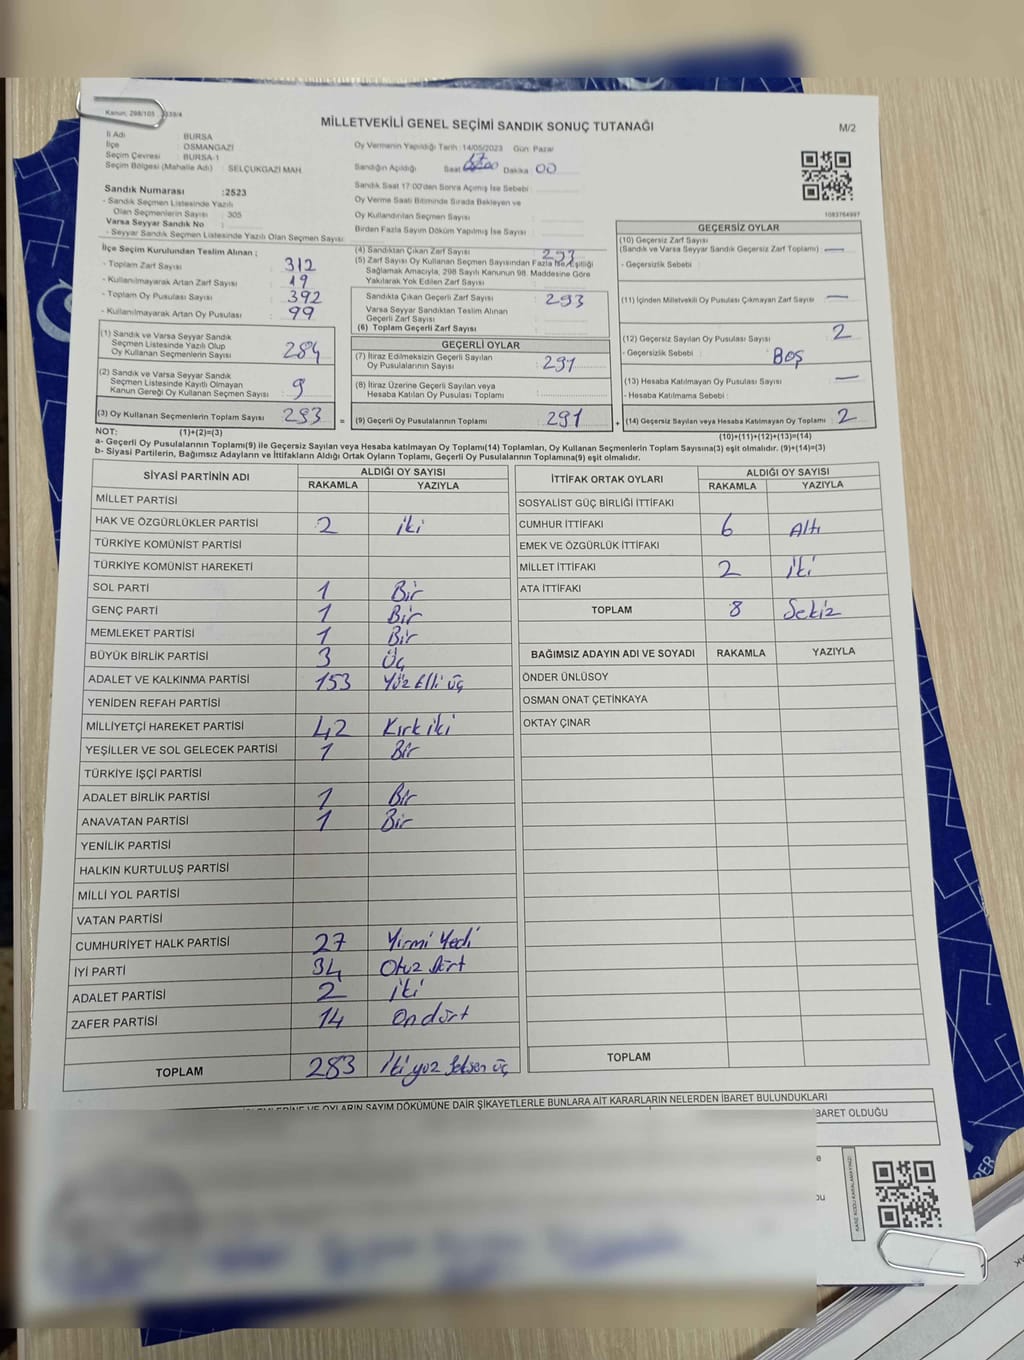 Kanun: 298/105
MİLLETVEKİLİ GENEL SEÇİMİ SANDIK SONUÇ TUTANAĞI
M/2
İl Adı : BURSA
İlçe : OSMANGAZİ
Seçim Çevresi : BURSA-1
Seçim Bölgesi (Mahalle Adı) : SELÇUKGAZİ MAH.
Sandık Numarası :2523
- Sandık Seçmen Listesinde Yazılı
Olan Seçmenlerin Sayısı : 305
Varsa Seyyar Sandık No :
- Seyyar Sandık Seçmen Listesinde Yazılı Olan Seçmen Sayısı:
Oy Vermenin Yapıldığı Tarih :14/05/2023 Gün: Pazar
Sandığın Açıldığı Saat 17 Dakika 00
Sandık Saat 17:00'dan Sonra Açılmış İse Sebebi :
Oy Verme Saati Bitiminde Sırada Bekleyen ve
Oy Kullandırılan Seçmen Sayısı :
Birden Fazla Sayım Döküm Yapılmış İse Sayısı :
1083764997
İlçe Seçim Kurulundan Teslim Alınan ;
- Toplam Zarf Sayısı : 312
- Kullanılmayarak Artan Zarf Sayısı : 19
- Toplam Oy Pusulası Sayısı : 392
- Kullanılmayarak Artan Oy Pusulası : 99
(1) Sandık ve Varsa Seyyar Sandık
Seçmen Listesinde Yazılı Olup
Oy Kullanan Seçmenlerin Sayısı : 284
(2) Sandık ve Varsa Seyyar Sandık
Seçmen Listesinde Kayıtlı Olmayan
Kanun Gereği Oy Kullanan Seçmen Sayısı : 9
(3) Oy Kullanan Seçmenlerin Toplam Sayısı : 293
(4) Sandıktan Çıkan Zarf Sayısı : 293
(5) Zarf Sayısı Oy Kullanan Seçmen Sayısından Fazla İse, Eşitliği
Sağlamak Amacıyla, 298 Sayılı Kanunun 98. Maddesine Göre
Yakılarak Yok Edilen Zarf Sayısı :
Sandıkta Çıkan Geçerli Zarf Sayısı : 293
Varsa Seyyar Sandıktan Teslim Alınan
Geçerli Zarf Sayısı :
(6) Toplam Geçerli Zarf Sayısı :
GEÇERLİ OYLAR
(7) İtiraz Edilmeksizin Geçerli Sayılan
Oy Pusulalarının Sayısı : 291
(8) İtiraz Üzerine Geçerli Sayılan veya
Hesaba Katılan Oy Pusulası Toplamı :
= (9) Geçerli Oy Pusulalarının Toplamı : 291
GEÇERSİZ OYLAR
(10) Geçersiz Zarf Sayısı
(Sandık ve Varsa Seyyar Sandık Geçersiz Zarf Toplamı) : —
- Geçersizlik Sebebi :
(11) İçinden Milletvekili Oy Pusulası Çıkmayan Zarf Sayısı : —
(12) Geçersiz Sayılan Oy Pusulası Sayısı : 2
- Geçersizlik Sebebi : Boş
(13) Hesaba Katılmayan Oy Pusulası Sayısı : —
- Hesaba Katılmama Sebebi :
+ (14) Geçersiz Sayılan veya Hesaba Katılmayan Oy Toplamı : 2
NOT: (1)+(2)=(3)
(10)+(11)+(12)+(13)=(14)
a- Geçerli Oy Pusulalarının Toplamı(9) ile Geçersiz Sayılan veya Hesaba katılmayan Oy Toplamı(14) Toplamları, Oy Kullanan Seçmenlerin Toplam Sayısına(3) eşit olmalıdır. (9)+(14)=(3)
b- Siyasi Partilerin, Bağımsız Adayların ve İttifakların Aldığı Ortak Oyların Toplamı, Geçerli Oy Pusulalarının Toplamına(9) eşit olmalıdır.
SİYASİ PARTİNİN ADI ALDIĞI OY SAYISI
RAKAMLA YAZIYLA
MİLLET PARTİSİ
HAK VE ÖZGÜRLÜKLER PARTİSİ 2 iki
TÜRKİYE KOMÜNİST PARTİSİ
TÜRKİYE KOMÜNİST HAREKETİ
SOL PARTİ 1 Bir
GENÇ PARTİ 1 Bir
MEMLEKET PARTİSİ 1 Bir
BÜYÜK BİRLİK PARTİSİ 3 Üç
ADALET VE KALKINMA PARTİSİ 153 Yüz Elli üç
YENİDEN REFAH PARTİSİ
MİLLİYETÇİ HAREKET PARTİSİ 42 Kırk iki
YEŞİLLER VE SOL GELECEK PARTİSİ 1 Bir
TÜRKİYE İŞÇİ PARTİSİ
ADALET BİRLİK PARTİSİ 1 Bir
ANAVATAN PARTİSİ 1 Bir
YENİLİK PARTİSİ
HALKIN KURTULUŞ PARTİSİ
MİLLİ YOL PARTİSİ
VATAN PARTİSİ
CUMHURİYET HALK PARTİSİ 27 Yirmi Yedi
İYİ PARTİ 34 Otuz dört
ADALET PARTİSİ 2 iki
ZAFER PARTİSİ 14 On dört
TOPLAM 283 İki yüz seksen üç
İTTİFAK ORTAK OYLARI ALDIĞI OY SAYISI
RAKAMLA YAZIYLA
SOSYALİST GÜÇ BİRLİĞİ İTTİFAKI
CUMHUR İTTİFAKI 6 Altı
EMEK VE ÖZGÜRLÜK İTTİFAKI
MİLLET İTTİFAKI 2 iki
ATA İTTİFAKI
TOPLAM 8 Sekiz
BAĞIMSIZ ADAYIN ADI VE SOYADI RAKAMLA YAZIYLA
ÖNDER ÜNLÜSOY
OSMAN ONAT ÇETİNKAYA
OKTAY ÇINAR
TOPLAM
VE OYLARIN SAYIM DÖKÜMÜNE DAİR ŞİKAYETLERLE BUNLARA AİT KARARLARIN NELERDEN İBARET BULUNDUKLARI
BARET OLDUĞU
KARE KODU KARALAMAYINIZ!